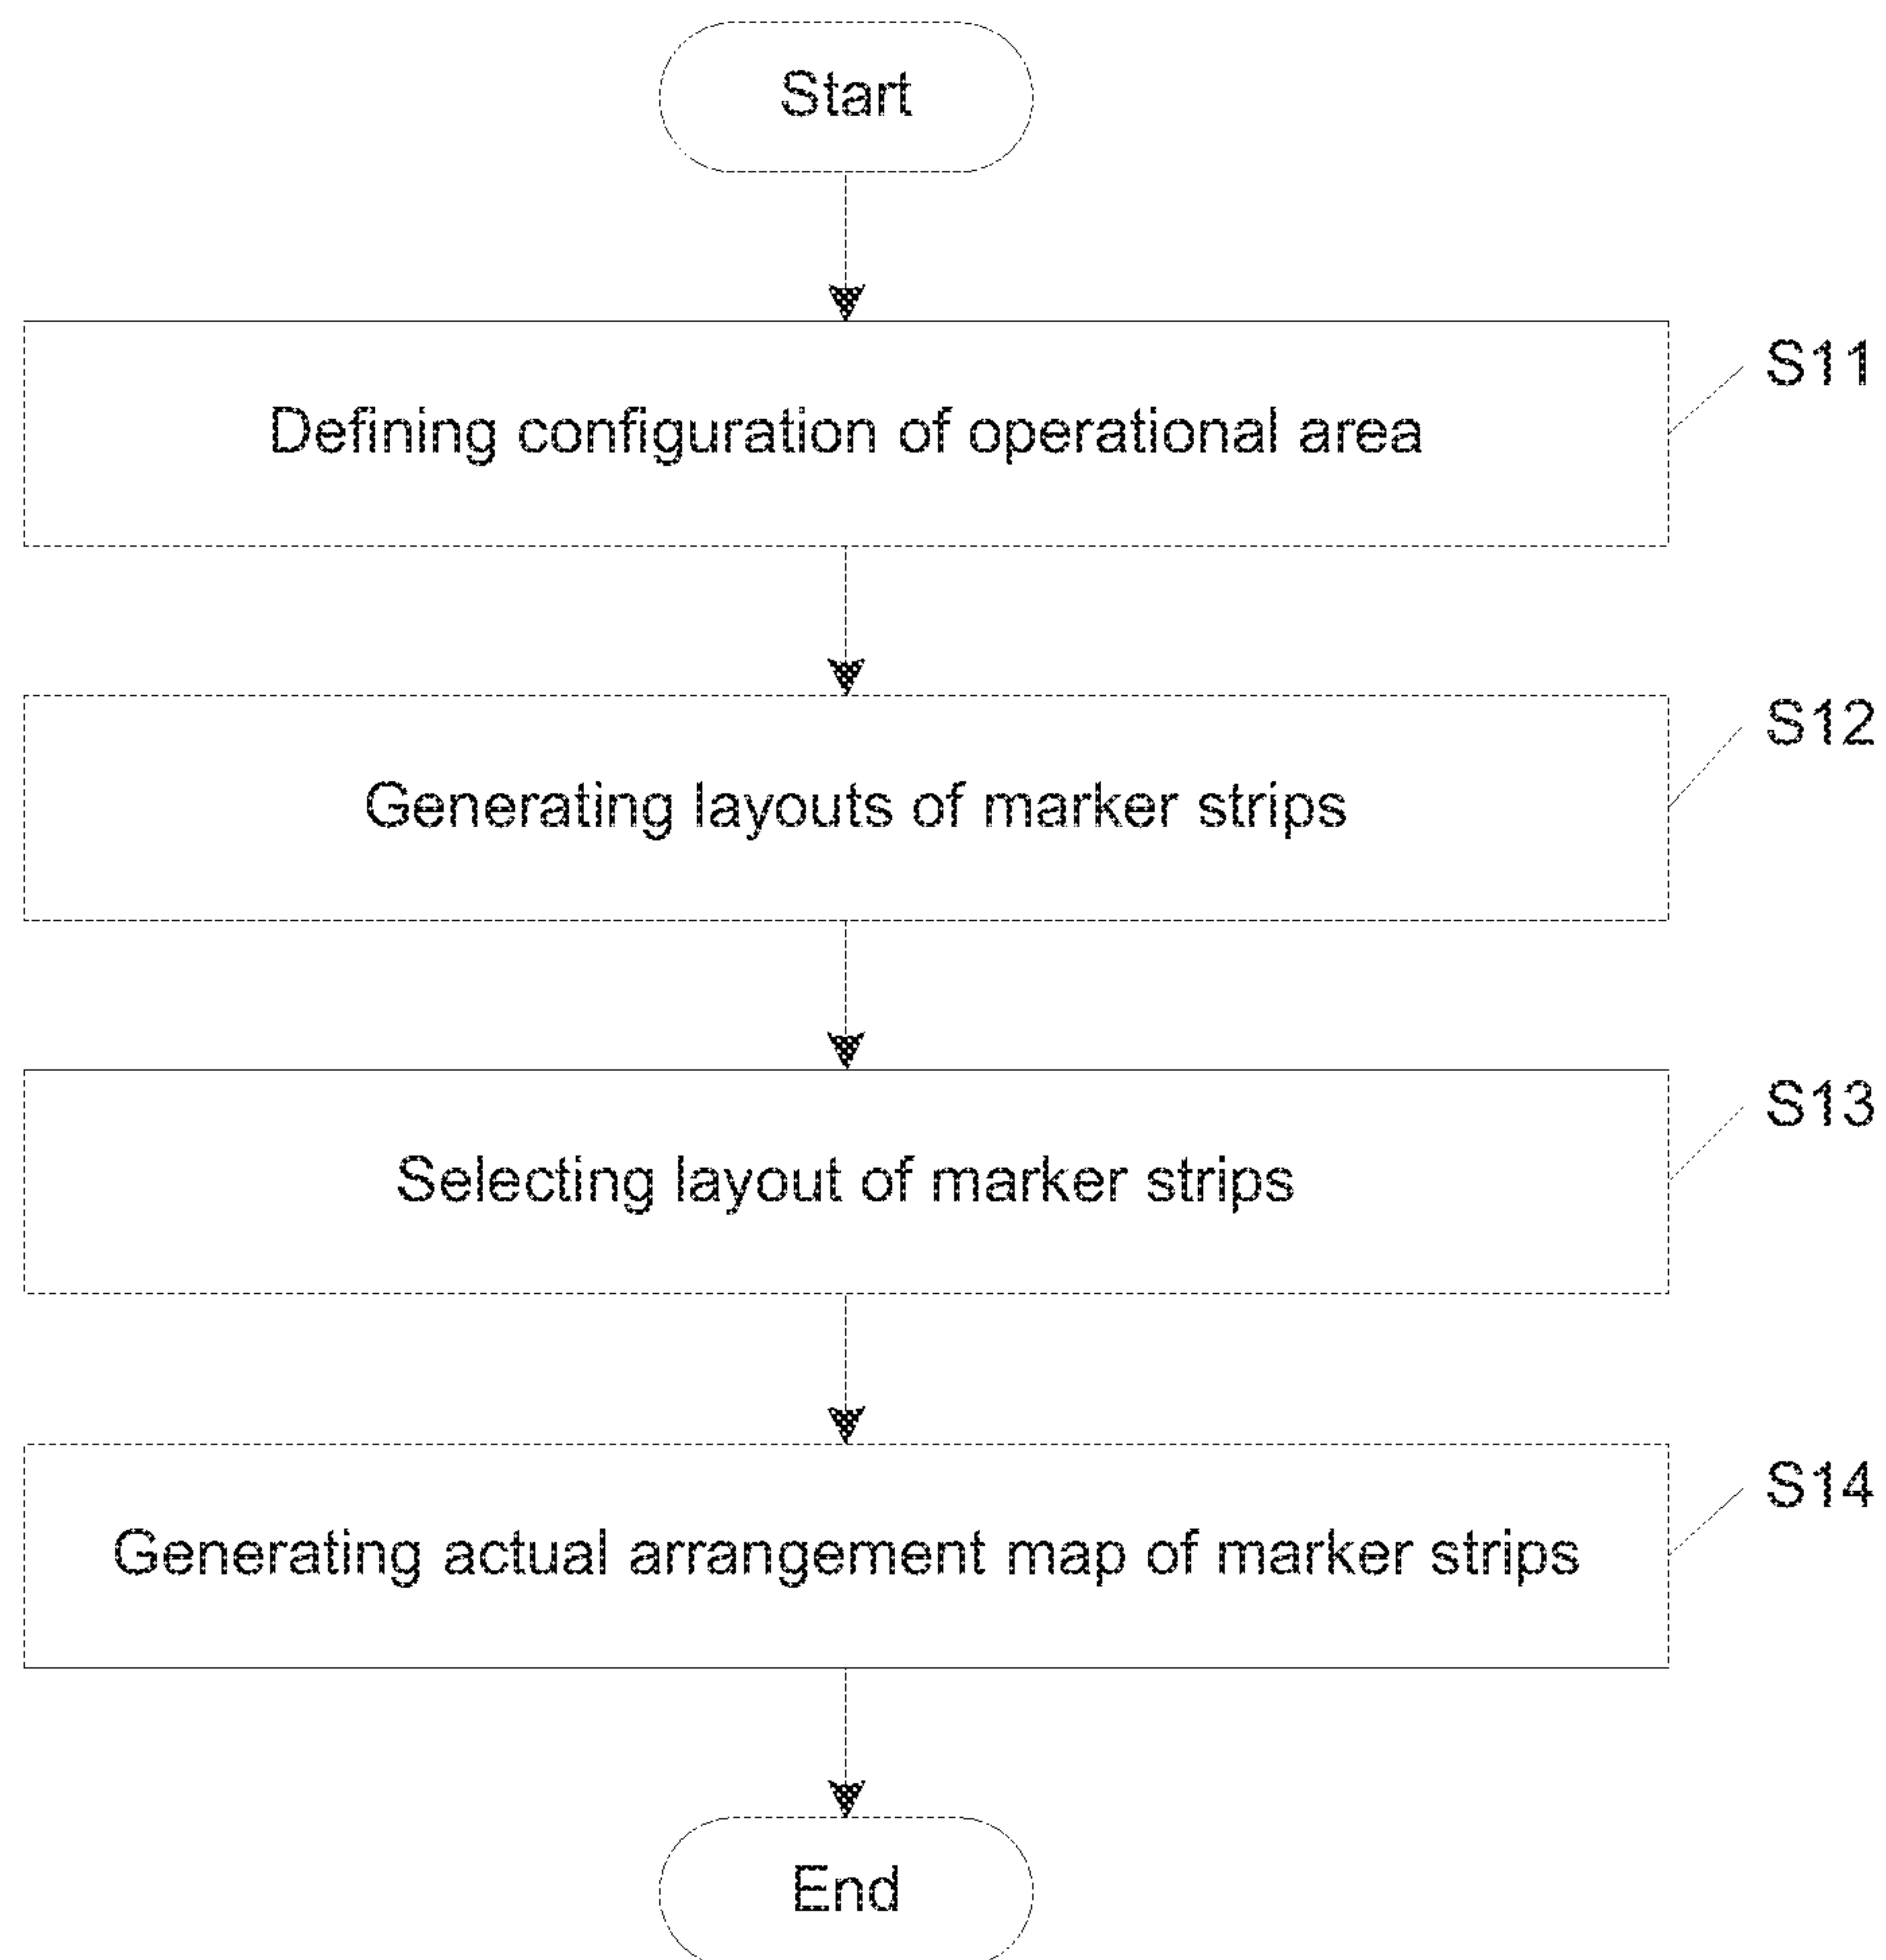 Start
S11
Defining configuration of operational area
S12
Generating layouts of marker strips
S13
Selecting layout of marker strips
S14
Generating actual arrangement map of marker strips
End